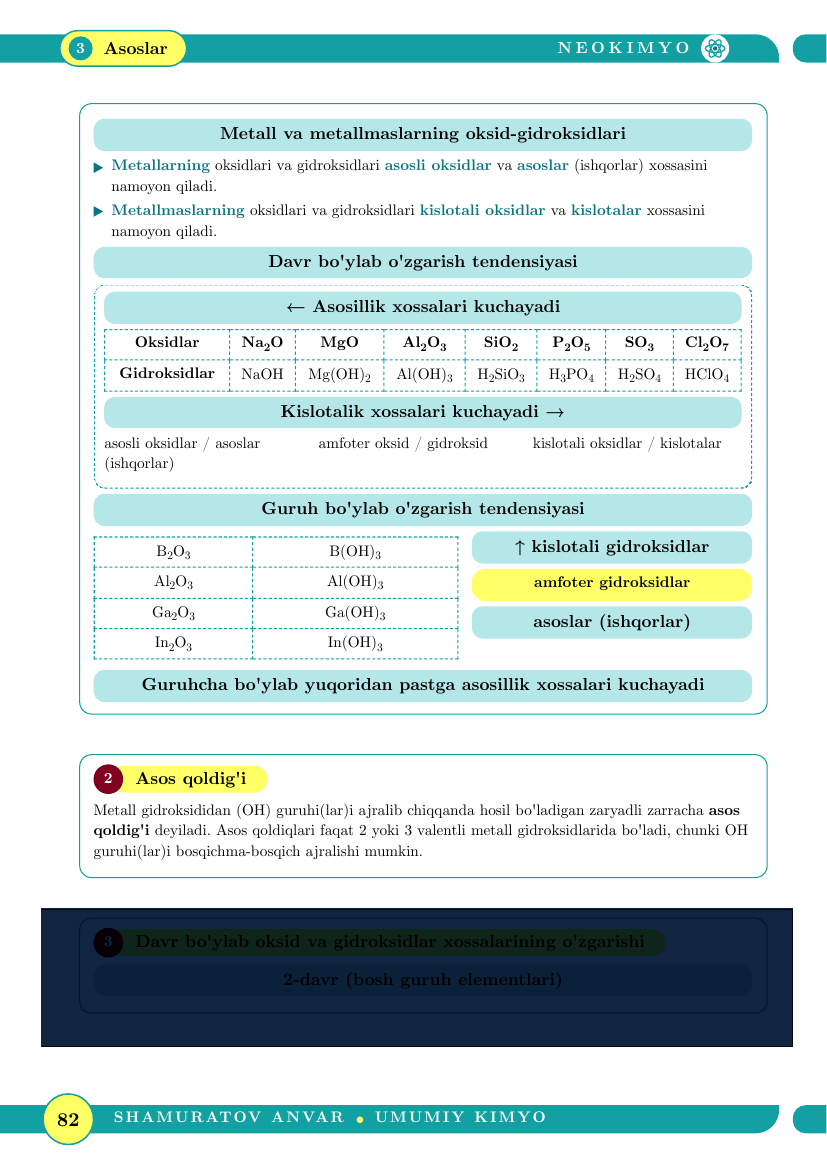 3 Asoslar
NEOKIMYO
Metall va metallmaslarning oksid-gidroksidlari
▶ Metallarning oksidlari va gidroksidlari asosli oksidlar va asoslar (ishqorlar) xossasini
namoyon qiladi.
▶ Metallmaslarning oksidlari va gidroksidlari kislotali oksidlar va kislotalar xossasini
namoyon qiladi.
Davr bo'ylab o'zgarish tendensiyasi
← Asosillik xossalari kuchayadi
Oksidlar Na₂O MgO Al₂O₃ SiO₂ P₂O₅ SO₃ Cl₂O₇
Gidroksidlar NaOH Mg(OH)₂ Al(OH)₃ H₂SiO₃ H₃PO₄ H₂SO₄ HClO₄
Kislotalik xossalari kuchayadi →
asosli oksidlar / asoslar
(ishqorlar)
amfoter oksid / gidroksid
kislotali oksidlar / kislotalar
Guruh bo'ylab o'zgarish tendensiyasi
B₂O₃ B(OH)₃
Al₂O₃ Al(OH)₃
Ga₂O₃ Ga(OH)₃
In₂O₃ In(OH)₃
↑ kislotali gidroksidlar
amfoter gidroksidlar
asoslar (ishqorlar)
Guruhcha bo'ylab yuqoridan pastga asosillik xossalari kuchayadi
2 Asos qoldig'i
Metall gidroksididan (OH) guruhi(lar)i ajralib chiqqanda hosil bo'ladigan zaryadli zarracha asos
qoldig'i deyiladi. Asos qoldiqlari faqat 2 yoki 3 valentli metall gidroksidlarida bo'ladi, chunki OH
guruhi(lar)i bosqichma-bosqich ajralishi mumkin.
3 Davr bo'ylab oksid va gidroksidlar xossalarining o'zgarishi
2-davr (bosh guruh elementlari)
82 SHAMURATOV ANVAR • UMUMIY KIMYO